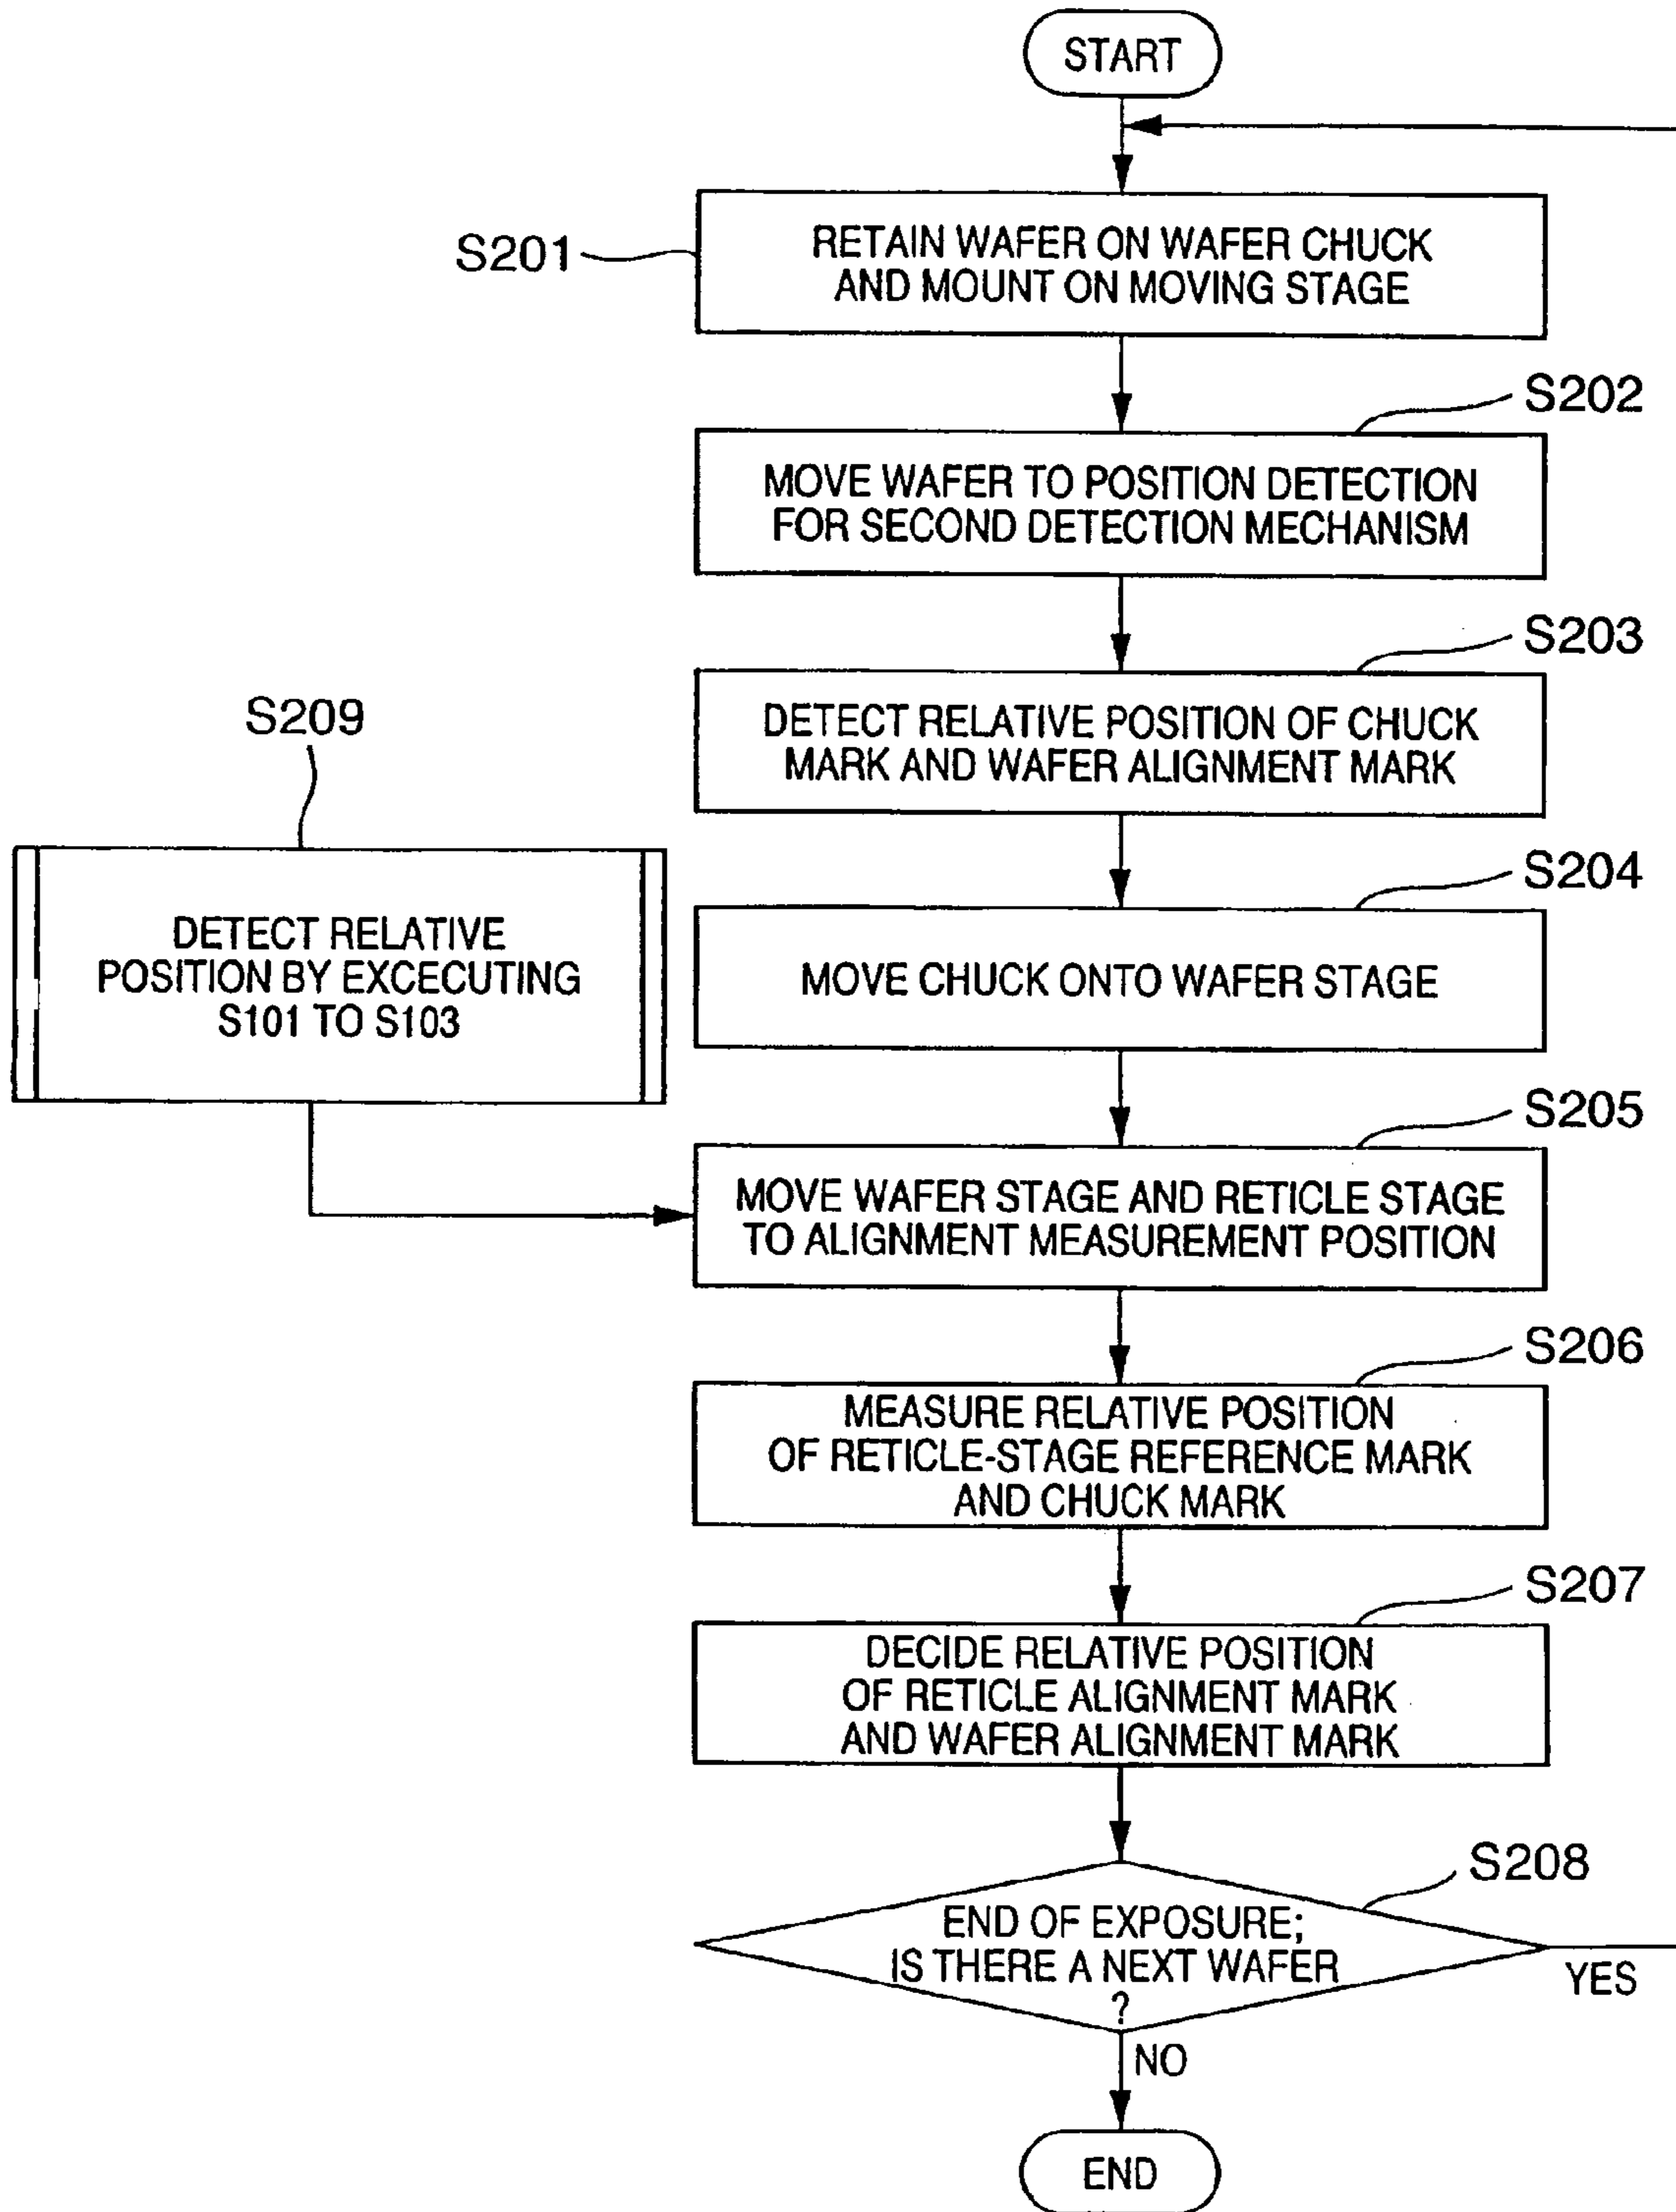 START
S201
RETAIN WAFER ON WAFER CHUCK
AND MOUNT ON MOVING STAGE
S202
MOVE WAFER TO POSITION DETECTION
FOR SECOND DETECTION MECHANISM
S203
DETECT RELATIVE POSITION OF CHUCK
MARK AND WAFER ALIGNMENT MARK
S209
DETECT RELATIVE
POSITION BY EXCECUTING
S101 TO S103
S204
MOVE CHUCK ONTO WAFER STAGE
S205
MOVE WAFER STAGE AND RETICLE STAGE
TO ALIGNMENT MEASUREMENT POSITION
S206
MEASURE RELATIVE POSITION
OF RETICLE-STAGE REFERENCE MARK
AND CHUCK MARK
S207
DECIDE RELATIVE POSITION
OF RETICLE ALIGNMENT MARK
AND WAFER ALIGNMENT MARK
S208
END OF EXPOSURE;
IS THERE A NEXT WAFER
?
YES
NO
END